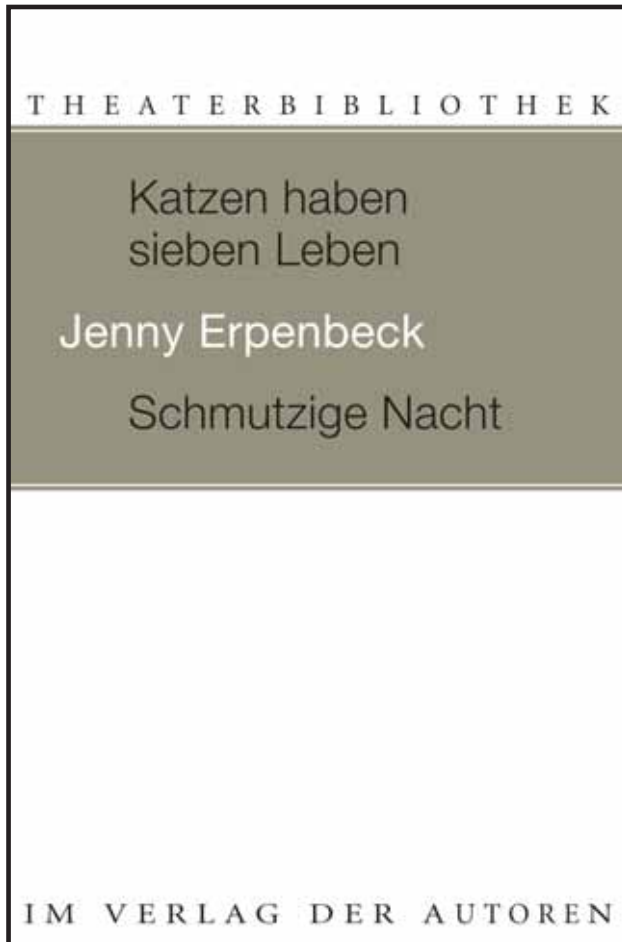 THEATERBIBLIOTHEK
Katzen haben
sieben Leben
Jenny Erpenbeck
Schmutzige Nacht
IM VERLAG DER AUTOREN